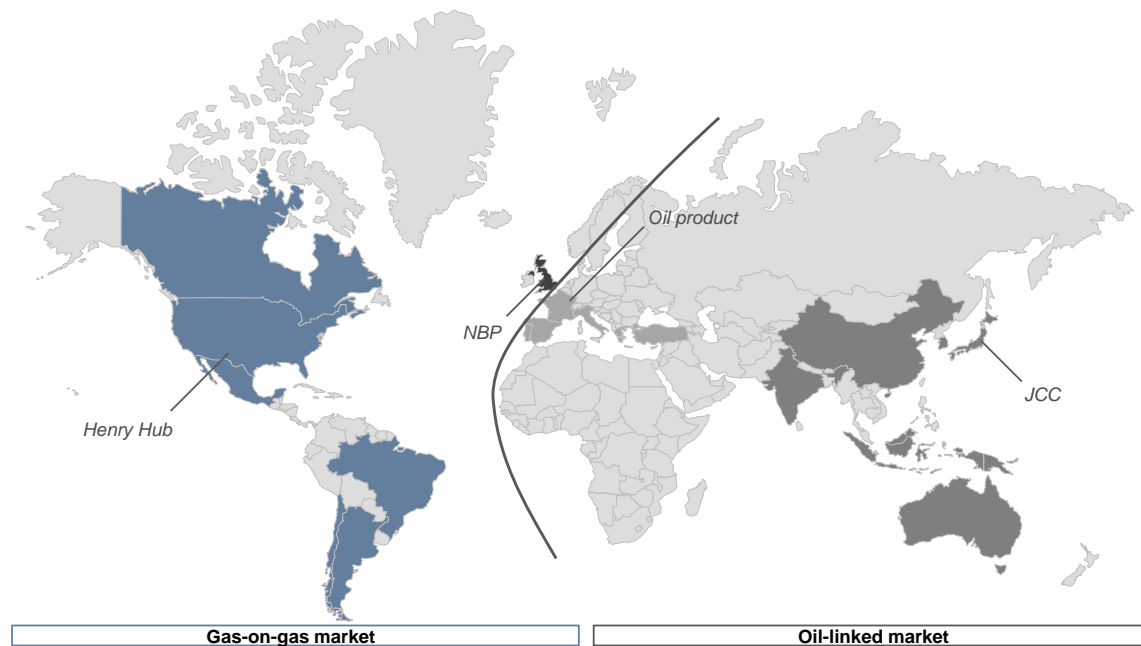 Oil product
NBP
JCC
Henry Hub
Gas-on-gas market
Oil-linked market